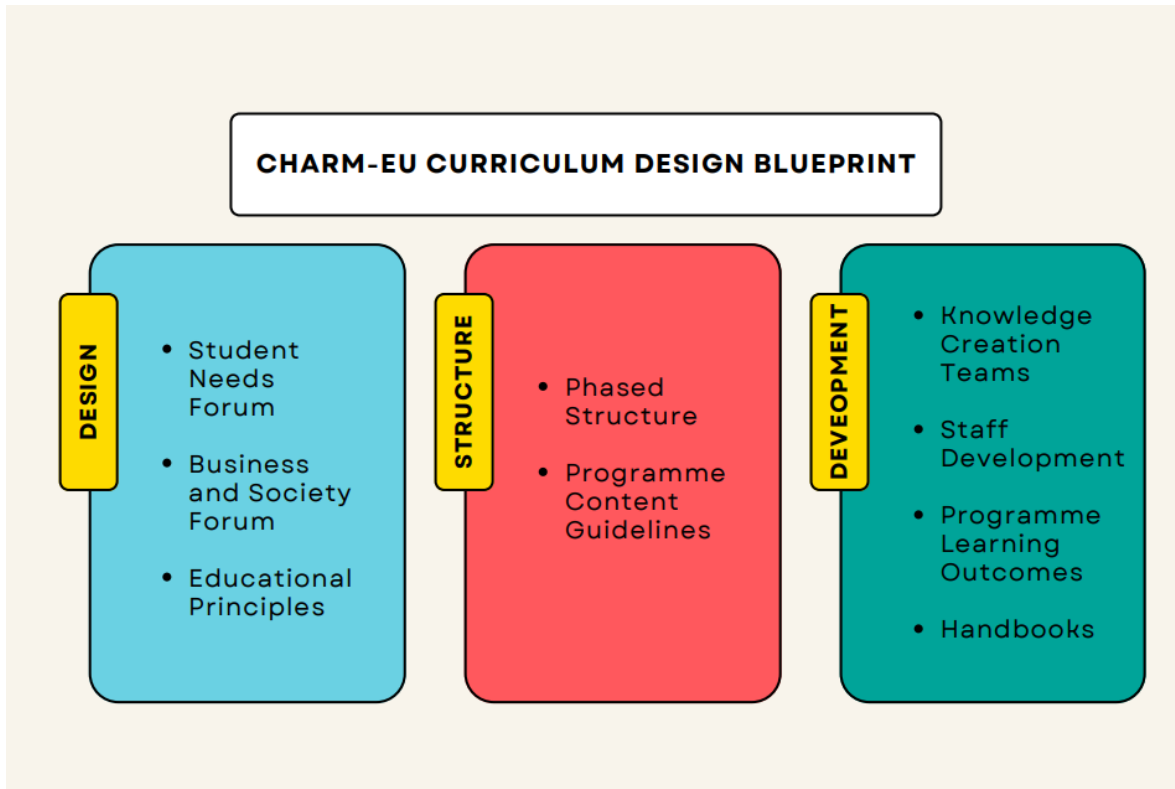 CHARM-EU CURRICULUM DESIGN BLUEPRINT
DESIGN
• Student
Needs
Forum
• Business
and Society
Forum
• Educational
Principles
STRUCTURE
• Phased
Structure
• Programme
Content
Guidelines
DEVEOPMENT
• Knowledge
Creation
Teams
• Staff
Development
• Programme
Learning
Outcomes
• Handbooks